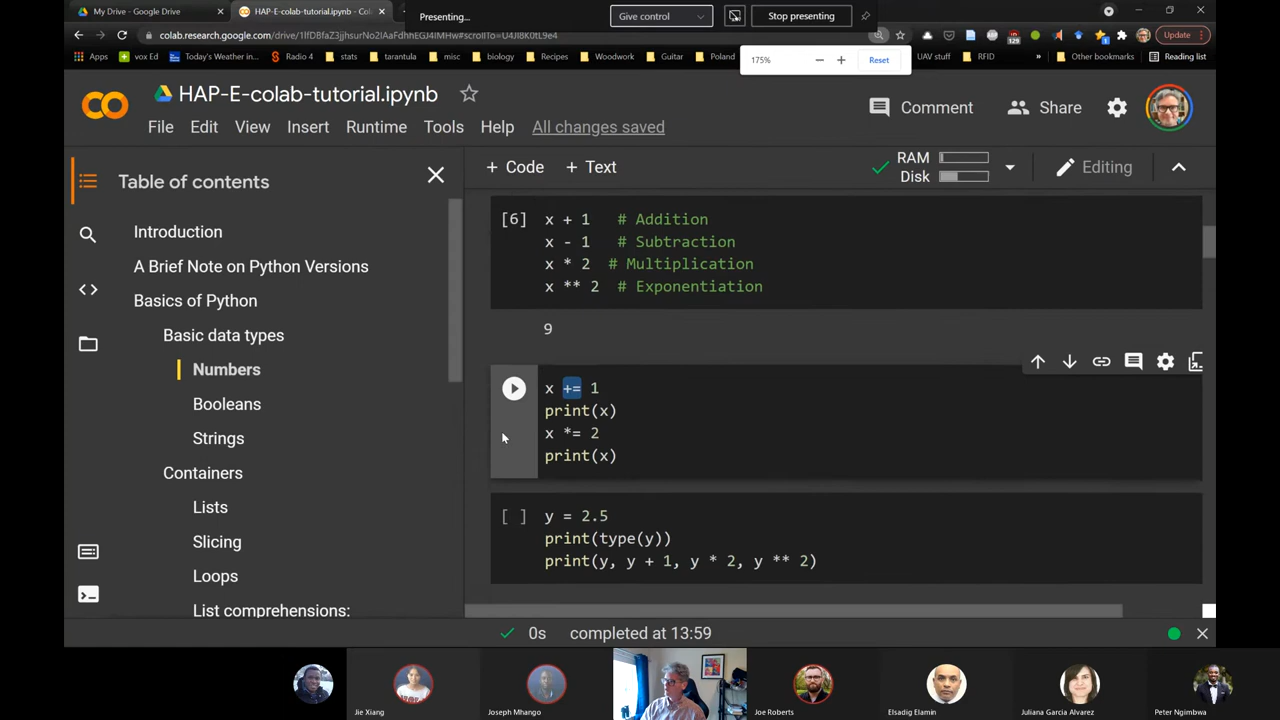 My Drive - Google Drive
HAP-E-colab-tutorial.ipynb - Col
Presenting...
Give control
Stop presenting
Update
Apps
vox Ed
Today's Weather in...
Radio 4
stats
tarantula
misc
biology
Recipes
Woodwork
Guitar
Poland
175%
Reset
UAV stuff
RFID
»
Other bookmarks
Reading list
HAP-E-colab-tutorial.ipynb
Comment
Share
File
Edit
View
Insert
Runtime
Tools
Help
All changes saved
Table of contents
+ Code
+ Text
RAM
Disk
Editing
Introduction
A Brief Note on Python Versions
Basics of Python
Basic data types
Numbers
Booleans
Strings
Containers
Lists
Slicing
Loops
List comprehensions:
[6] x + 1 # Addition
x - 1 # Subtraction
x * 2 # Multiplication
x ** 2 # Exponentiation
9
x += 1
print(x)
x *= 2
print(x)
[ ] y = 2.5
print(type(y))
print(y, y + 1, y * 2, y ** 2)
0s completed at 13:59
Jie Xiang
Joseph Mhango
Joe Roberts
Elsadig Elamin
Juliana Garcia Alvarez
Peter Ngimbwa